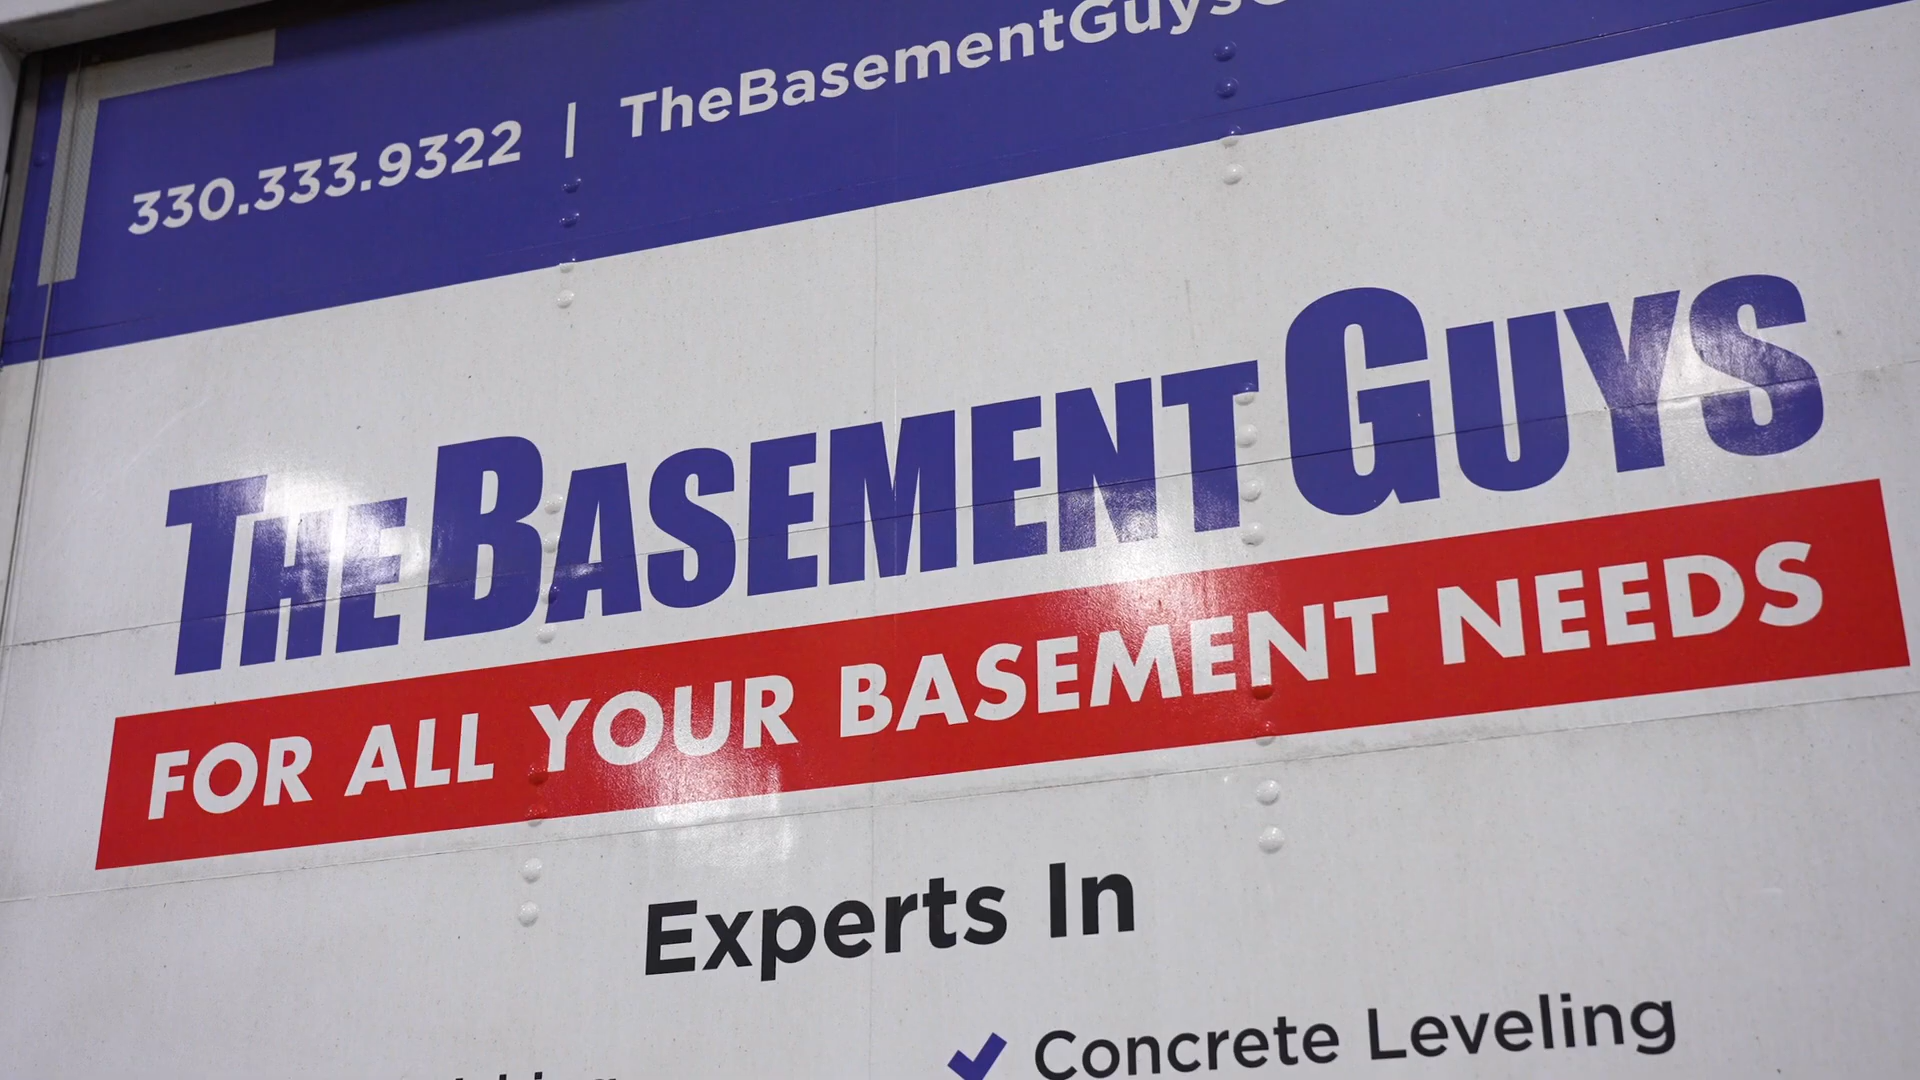 330.333.9322 | TheBasementGuys
THE BASEMENT GUYS
FOR ALL YOUR BASEMENT NEEDS
Experts In
✓ Concrete Leveling